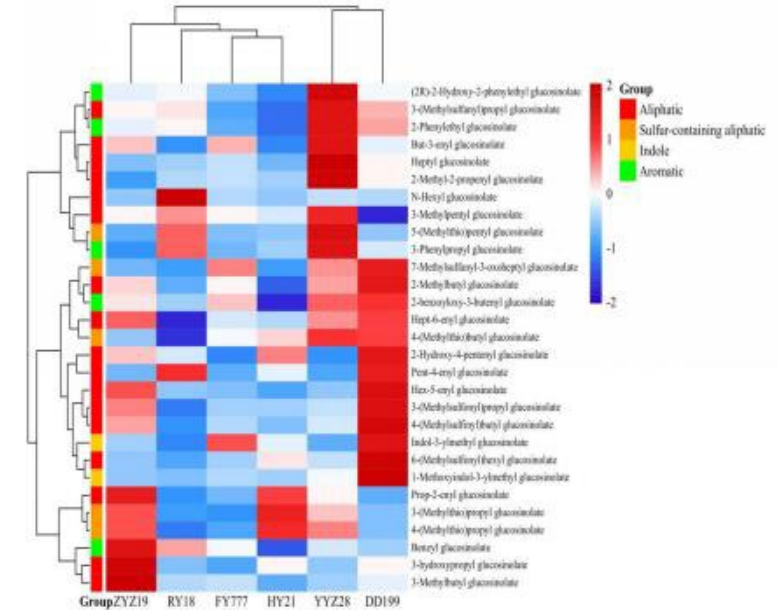 (2R)-2-Hydroxy-2-phenylethyl glucosinolate
3-(Methylsulfanyl)propyl glucosinolate
2-Phenylethyl glucosinolate
But-3-enyl glucosinolate
Heptyl glucosinolate
2-Methyl-2-propenyl glucosinolate
N-Hexyl glucosinolate
3-Methylpentyl glucosinolate
5-(Methylthio)pentyl glucosinolate
3-Phenylpropyl glucosinolate
7-Methylsulfanyl-3-oxoheptyl glucosinolate
2-Methylbutyl glucosinolate
2-benzoyloxy-3-butenyl glucosinolate
Hept-6-enyl glucosinolate
4-(Methylthio)butyl glucosinolate
2-Hydroxy-4-pentenyl glucosinolate
Pent-4-enyl glucosinolate
Hex-5-enyl glucosinolate
3-(Methylsulfonyl)propyl glucosinolate
4-(Methylsulfinyl)butyl glucosinolate
Indol-3-ylmethyl glucosinolate
6-(Methylsulfonyl)hexyl glucosinolate
1-Methoxyindol-3-ylmethyl glucosinolate
Prop-2-enyl glucosinolate
3-(Methylthio)propyl glucosinolate
4-(Methylthio)propyl glucosinolate
Benzyl glucosinolate
3-hydroxypropyl glucosinolate
3-Methylbutyl glucosinolate
Group ZYZ19 RY18 FY777 HY21 YYZ28 DD199
2
1
0
-1
-2
Group
Aliphatic
Sulfur-containing aliphatic
Indole
Aromatic